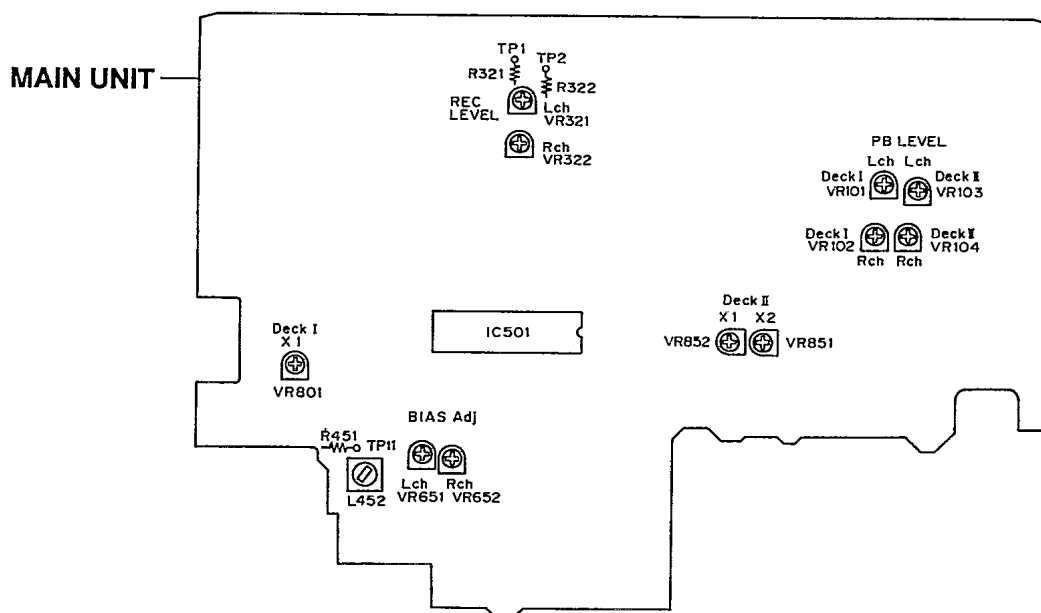 MAIN UNIT
TP1 TP2
R321 R322
REC LEVEL
Lch
VR321
Rch
VR322
PB LEVEL
Lch Lch
Deck I
VR101
Deck II
VR103
Deck I
VR102
Deck II
VR104
Rch Rch
Deck II
X1 X2
VR852 VR851
IC501
Deck I
X1
VR801
BIAS Adj
R451 TP11
L452
Lch
VR651
Rch
VR652